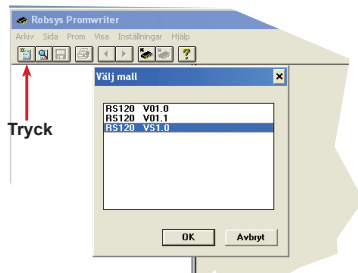 Robsys Promwriter
Arkiv Sida Prom Visa Inställningar Hjälp
Välj mall
RS120 V01.0
RS120 V01.1
RS120 VS1.0
Tryck
OK Avbryt